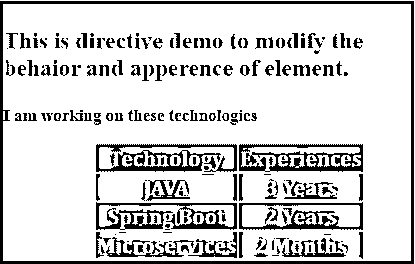 This is directive demo to modify the
behaior and apperence of element.
I am working on these technologies
Technology Experiences
JAVA 3 Years
Spring Boot 2 Years
Microservices 2 Months